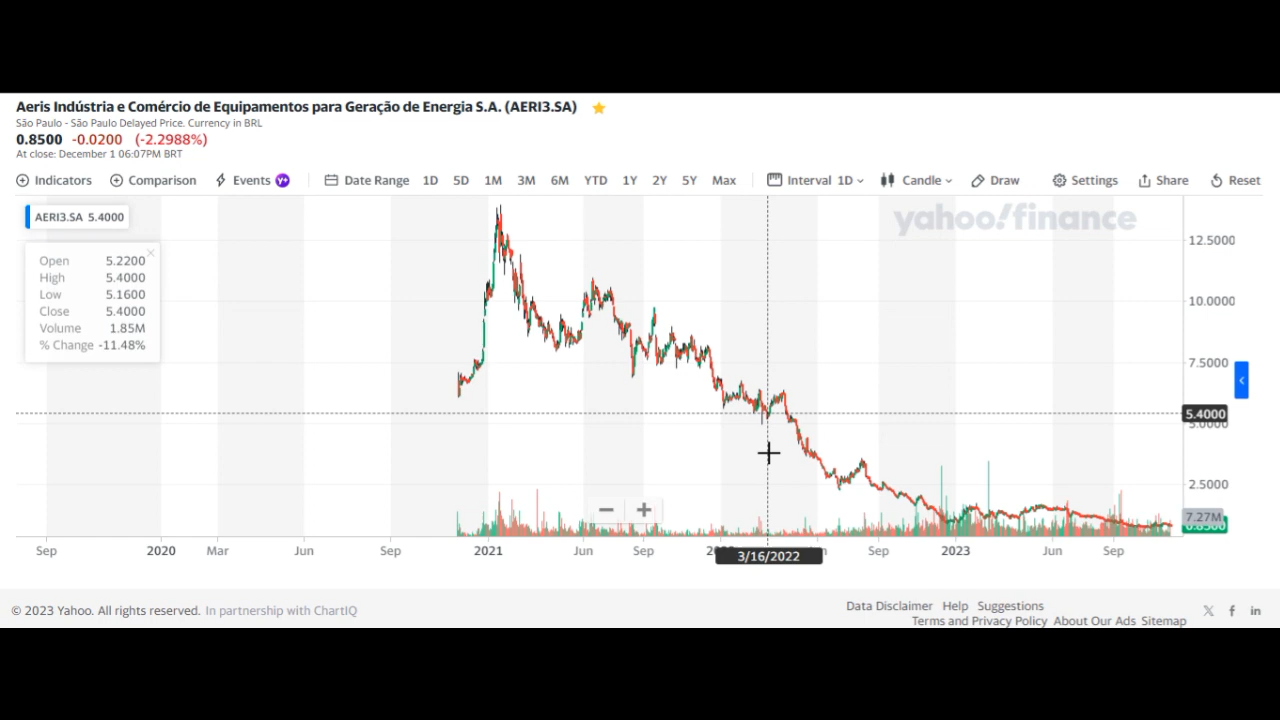 Aeris Indústria e Comércio de Equipamentos para Geração de Energia S.A. (AERI3.SA)
São Paulo - São Paulo Delayed Price. Currency in BRL
0.8500 -0.0200 (-2.2988%)
At close: December 1 06:07PM BRT
Indicators Comparison Events Y+ Date Range 1D 5D 1M 3M 6M YTD 1Y 2Y 5Y Max Interval 1D Candle Draw Settings Share Reset
AERI3.SA 5.4000
yahoo!finance
Open 5.2200
High 5.4000
Low 5.1600
Close 5.4000
Volume 1.85M
% Change -11.48%
12.5000
10.0000
7.5000
5.4000
5.0000
2.5000
7.27M
Sep 2020 Mar Jun Sep 2021 Jun Sep Sep 2023 Jun Sep
3/16/2022
© 2023 Yahoo. All rights reserved. In partnership with ChartIQ
Data Disclaimer Help Suggestions
Terms and Privacy Policy About Our Ads Sitemap